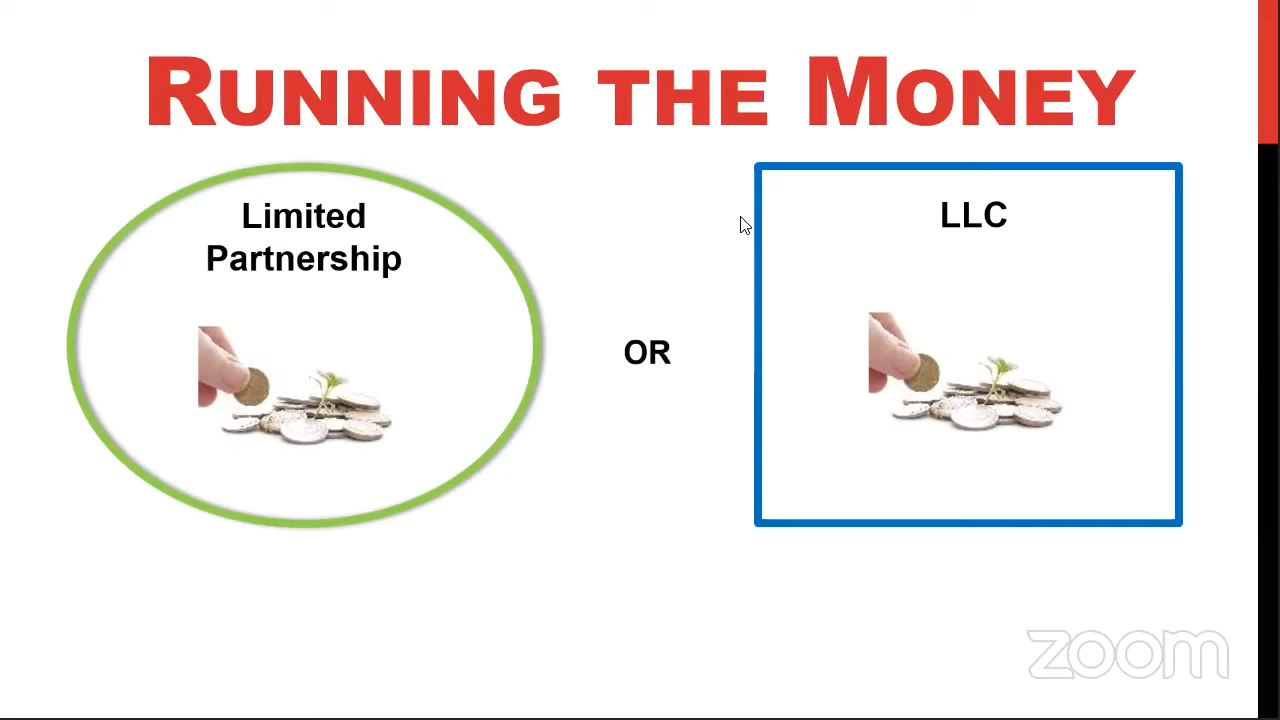 RUNNING THE MONEY
Limited
Partnership
OR
LLC
zoom